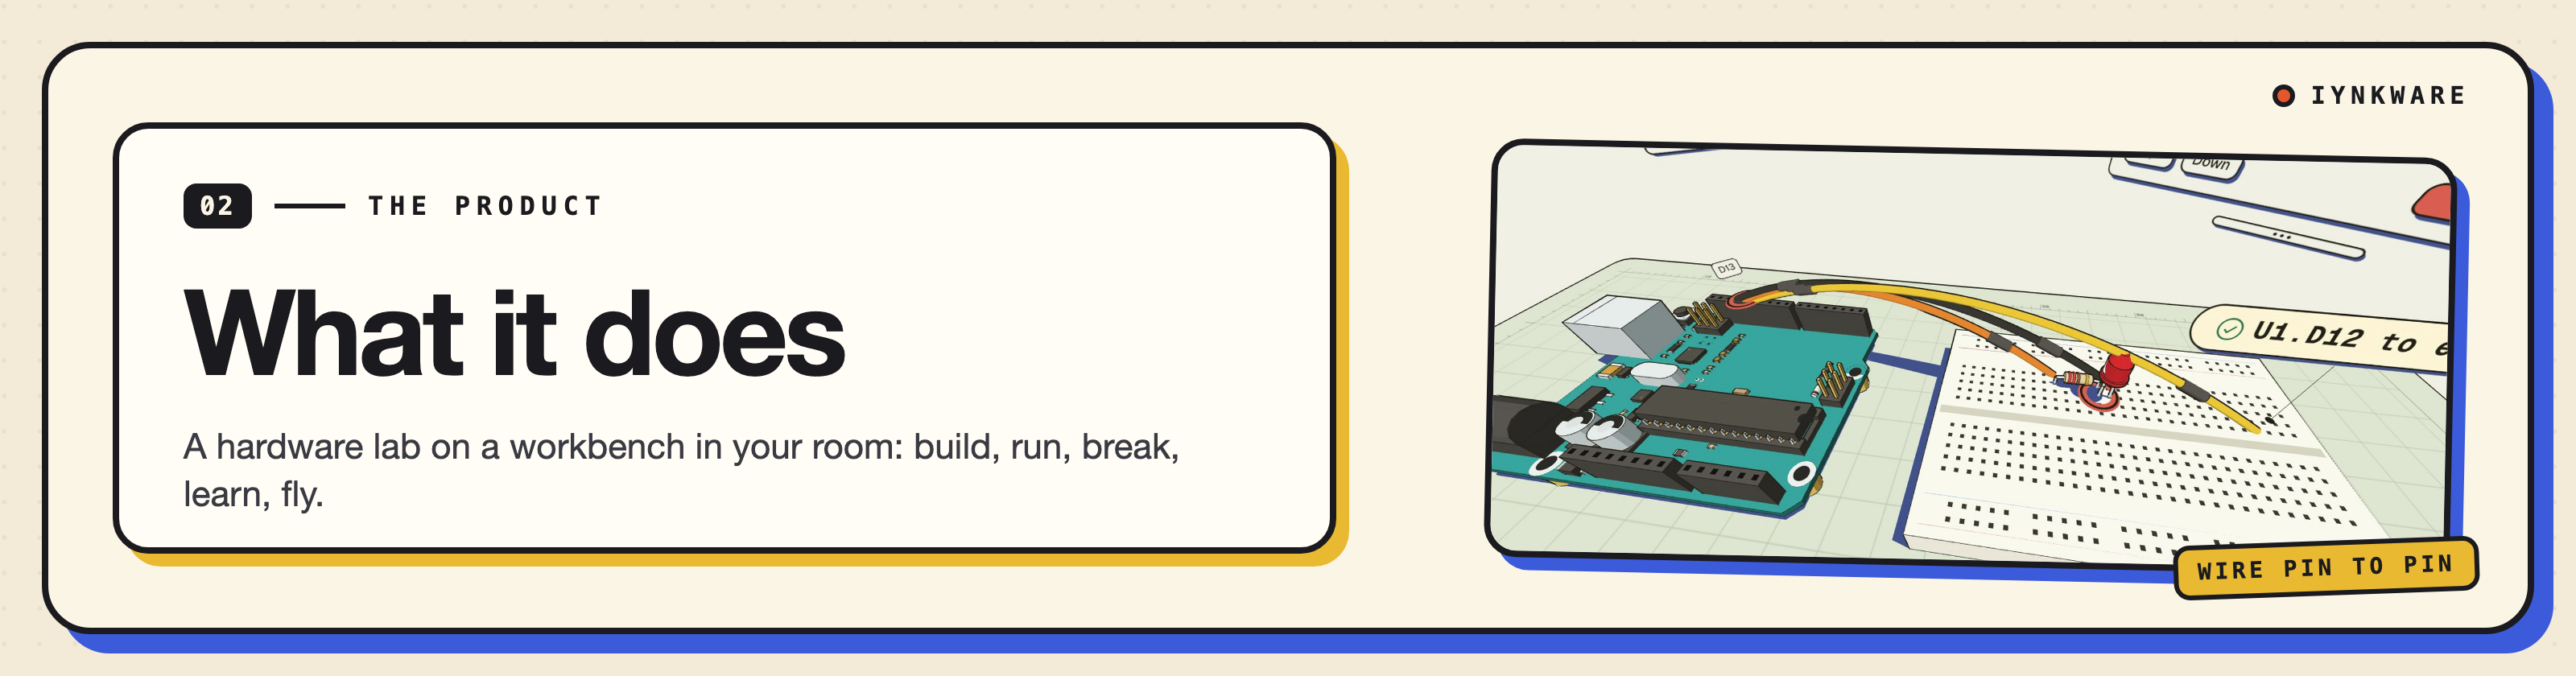 IYNKWARE
02 THE PRODUCT
What it does
A hardware lab on a workbench in your room: build, run, break,
learn, fly.
Down
D13
U1.D12 to
WIRE PIN TO PIN